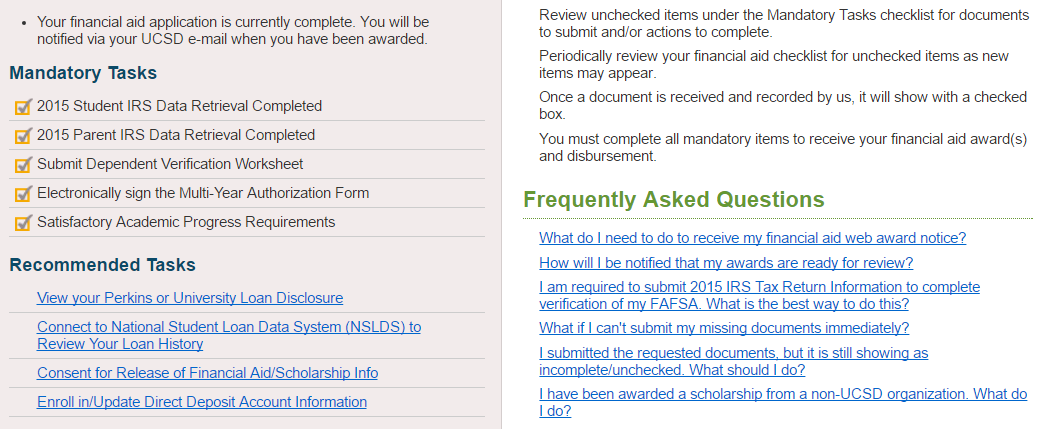 Your financial aid application is currently complete. You will be
notified via your UCSD e-mail when you have been awarded.
Mandatory Tasks
2015 Student IRS Data Retrieval Completed
2015 Parent IRS Data Retrieval Completed
Submit Dependent Verification Worksheet
Electronically sign the Multi-Year Authorization Form
Satisfactory Academic Progress Requirements
Recommended Tasks
View your Perkins or University Loan Disclosure
Connect to National Student Loan Data System (NSLDS) to
Review Your Loan History
Consent for Release of Financial Aid/Scholarship Info
Enroll in/Update Direct Deposit Account Information
Review unchecked items under the Mandatory Tasks checklist for documents
to submit and/or actions to complete.
Periodically review your financial aid checklist for unchecked items as new
items may appear.
Once a document is received and recorded by us, it will show with a checked
box.
You must complete all mandatory items to receive your financial aid award(s)
and disbursement.
Frequently Asked Questions
What do I need to do to receive my financial aid web award notice?
How will I be notified that my awards are ready for review?
I am required to submit 2015 IRS Tax Return Information to complete
verification of my FAFSA. What is the best way to do this?
What if I can't submit my missing documents immediately?
I submitted the requested documents, but it is still showing as
incomplete/unchecked. What should I do?
I have been awarded a scholarship from a non-UCSD organization. What do
I do?